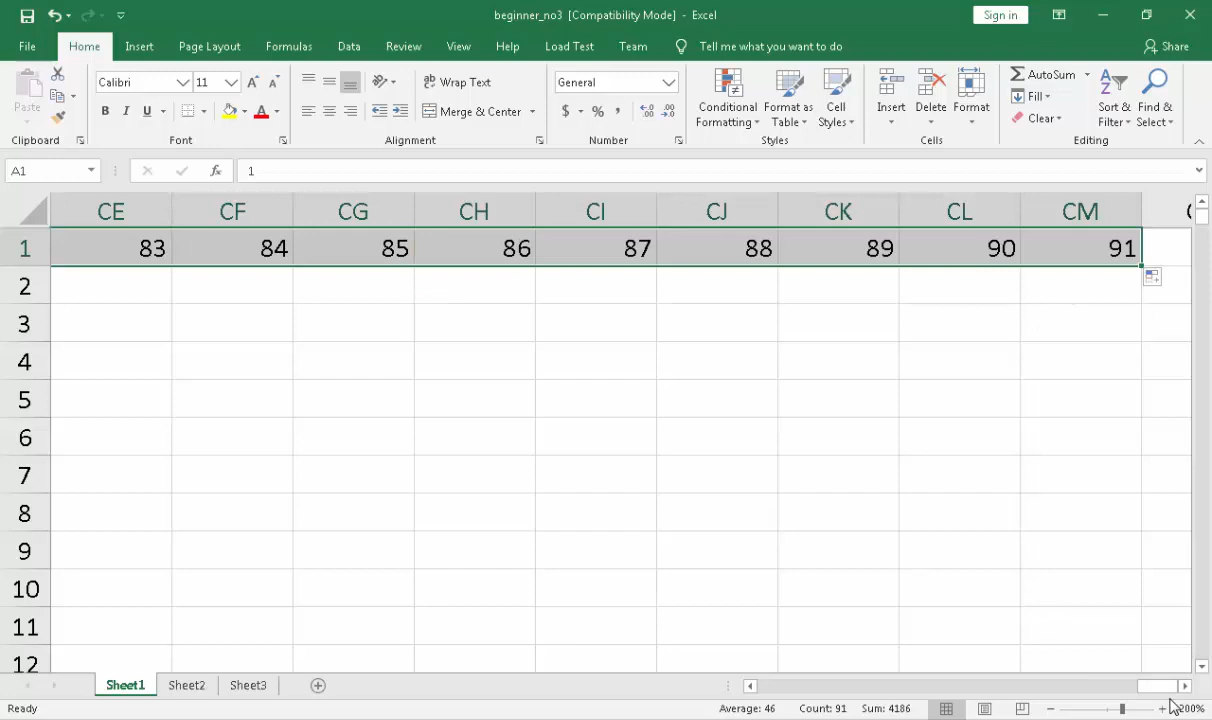 beginner_no3 [Compatibility Mode] - Excel
Sign in
File Home Insert Page Layout Formulas Data Review View Help Load Test Team Tell me what you want to do Share
Calibri 11 Wrap Text General AutoSum
Paste Conditional Formatting Format as Table Cell Styles Insert Delete Format Fill Sort & Filter Find & Select
B I U Merge & Center $ % , Clear
Clipboard Font Alignment Number Styles Cells Editing
A1 fx 1
CE CF CG CH CI CJ CK CL CM
1 83 84 85 86 87 88 89 90 91
2
3
4
5
6
7
8
9
10
11
12
Sheet1 Sheet2 Sheet3
Ready Average: 46 Count: 91 Sum: 4186 200%